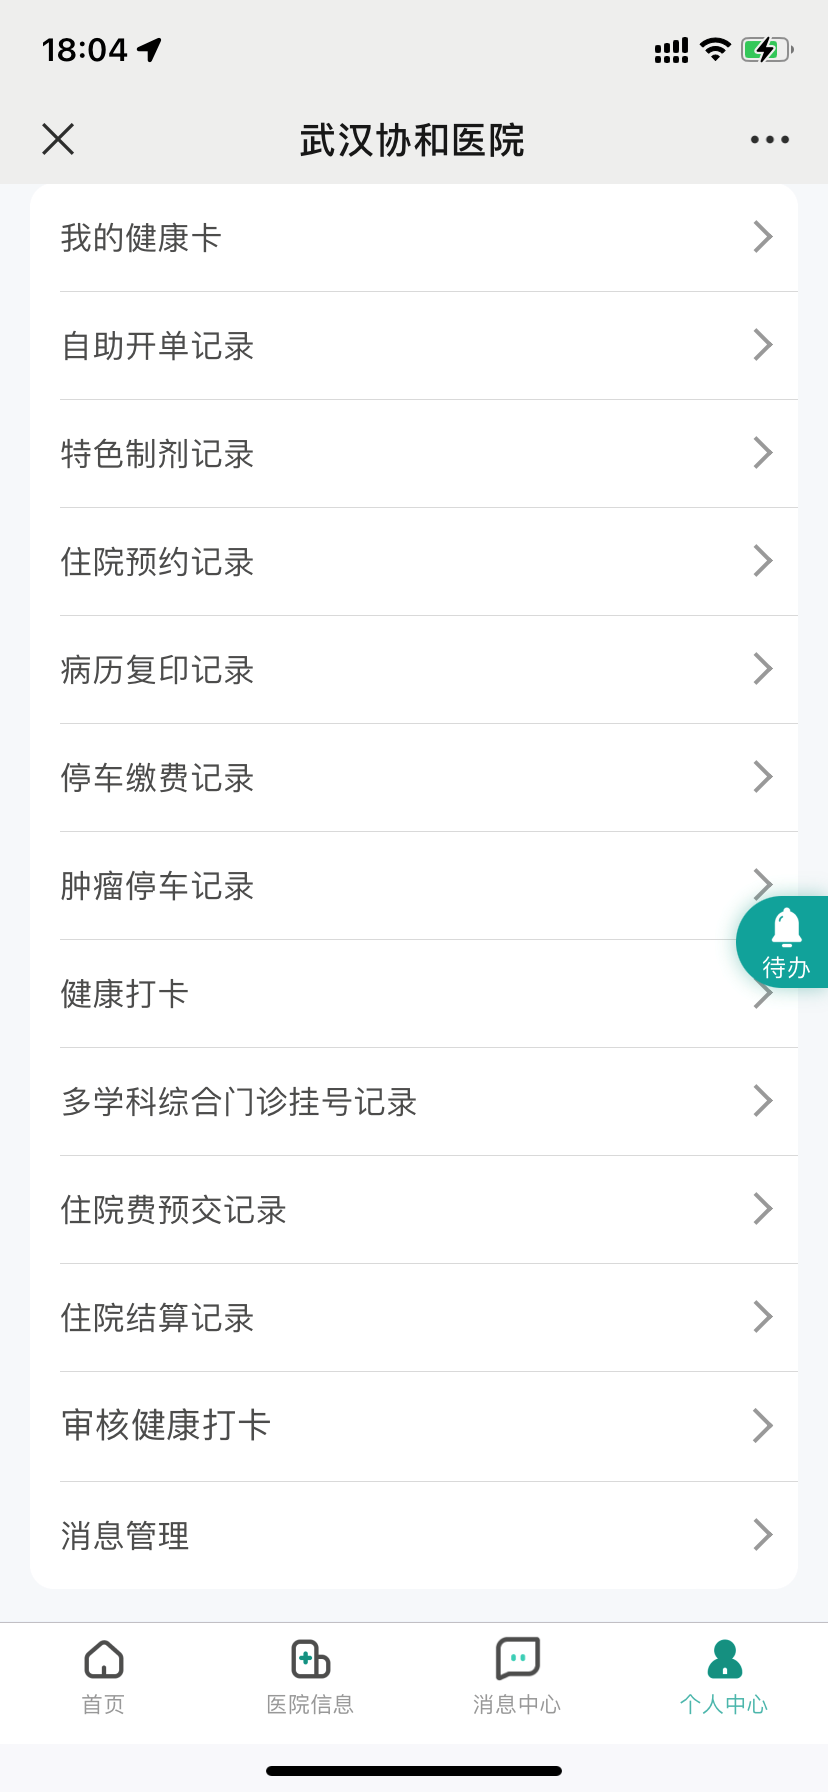 18:04
武汉协和医院
我的健康卡
自助开单记录
特色制剂记录
住院预约记录
病历复印记录
停车缴费记录
肿瘤停车记录
待办
健康打卡
多学科综合门诊挂号记录
住院费预交记录
住院结算记录
审核健康打卡
消息管理
首页 医院信息 消息中心 个人中心